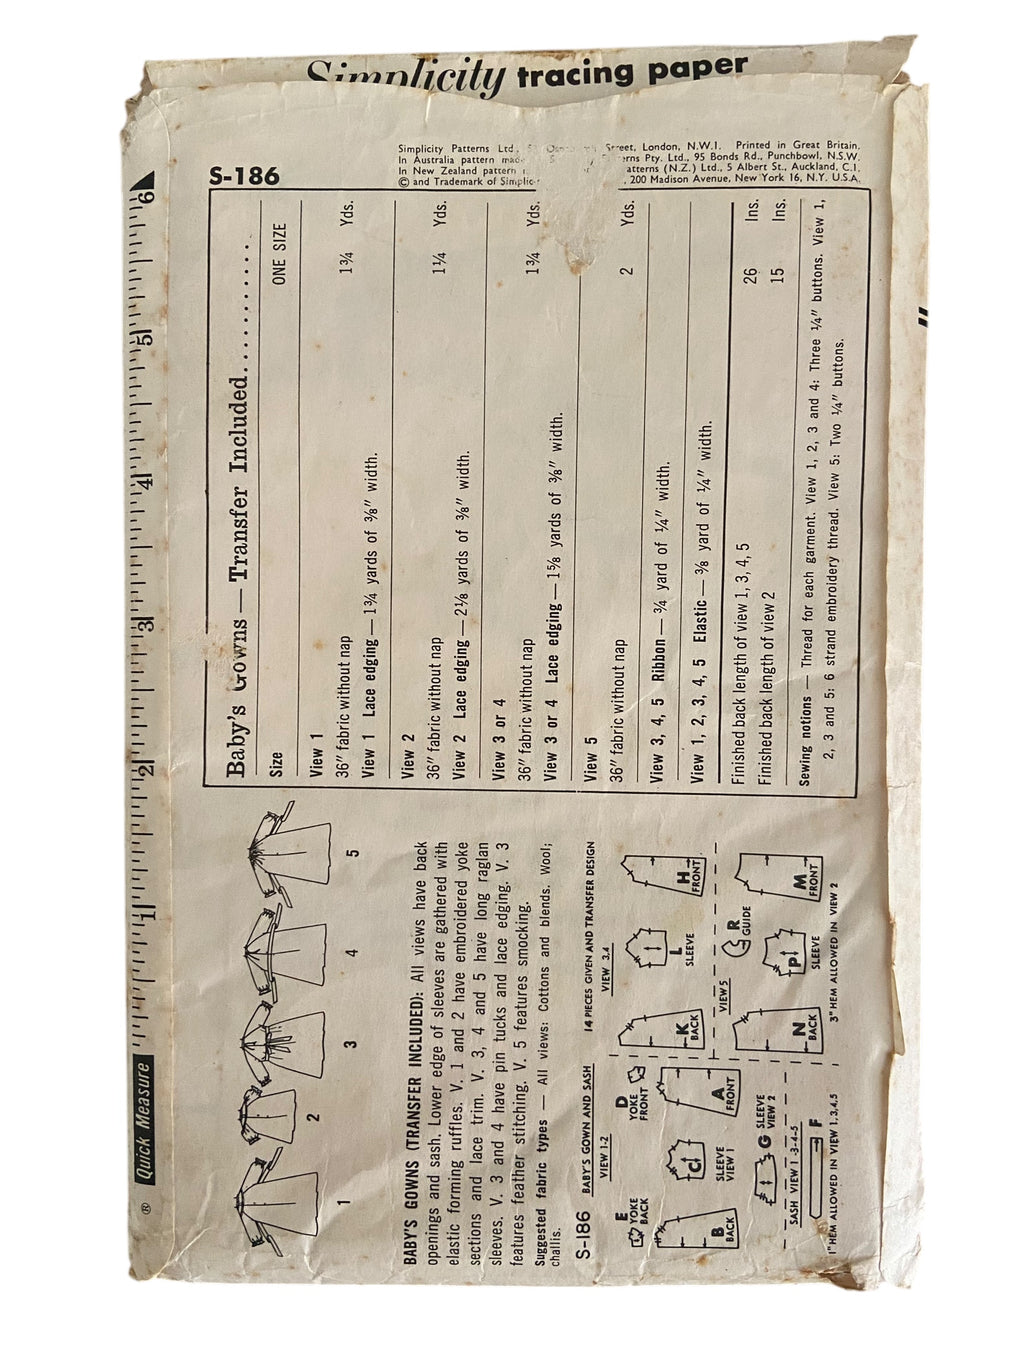 Simplicity tracing paper
S-186
Simplicity Patterns Ltd., Street, London, N.W.1. Printed in Great Britain.
In Australia pattern made Pty. Ltd., 95 Bonds Rd., Punchbowl, N.S.W.
In New Zealand pattern (N.Z.) Ltd., 5 Albert St., Auckland, C.1.
© and Trademark of 200 Madison Avenue, New York 16, N.Y. U.S.A.
® Quick Measure 1 2 3 4 5 6
Baby's Gowns — Transfer Included..........
Size ONE SIZE
View 1
36" fabric without nap 1¾ Yds.
View 1 Lace edging — 1¾ yards of ⅜" width.
View 2
36" fabric without nap 1¼ Yds.
View 2 Lace edging — 2⅛ yards of ⅜" width.
View 3 or 4
36" fabric without nap 1¾ Yds.
View 3 or 4 Lace edging — 1⅝ yards of ⅜" width.
View 5
36" fabric without nap 2 Yds.
View 3, 4, 5 Ribbon — ¾ yard of ¼" width.
View 1, 2, 3, 4, 5 Elastic — ⅜ yard of ¼" width.
Finished back length of view 1, 3, 4, 5 26 Ins.
Finished back length of view 2 15 Ins.
Sewing notions — Thread for each garment. View 1, 2, 3 and 4: Three ¼" buttons. View 1,
2, 3 and 5: 6 strand embroidery thread. View 5: Two ¼" buttons.
1 2 3 4 5
BABY'S GOWNS (TRANSFER INCLUDED): All views have back
openings and sash. Lower edge of sleeves are gathered with
elastic forming ruffles. V. 1 and 2 have embroidered yoke
sections and lace trim. V. 3, 4 and 5 have long raglan
sleeves. V. 3 and 4 have pin tucks and lace edging. V. 3
features feather stitching. V. 5 features smocking.
Suggested fabric types — All views: Cottons and blends. Wool;
challis.
S-186 BABY'S GOWN AND SASH 14 PIECES GIVEN AND TRANSFER DESIGN
VIEW 1-2
E YOKE BACK
D YOKE FRONT
B BACK
C SLEEVE VIEW 1
A FRONT
G SLEEVE VIEW 2
SASH VIEW 1-3-4-5
F
1" HEM ALLOWED IN VIEW 1,3,4,5
VIEW 3,4
K BACK
L SLEEVE
H FRONT
VIEW 5
R GUIDE
N BACK
P SLEEVE
M FRONT
3" HEM ALLOWED IN VIEW 2